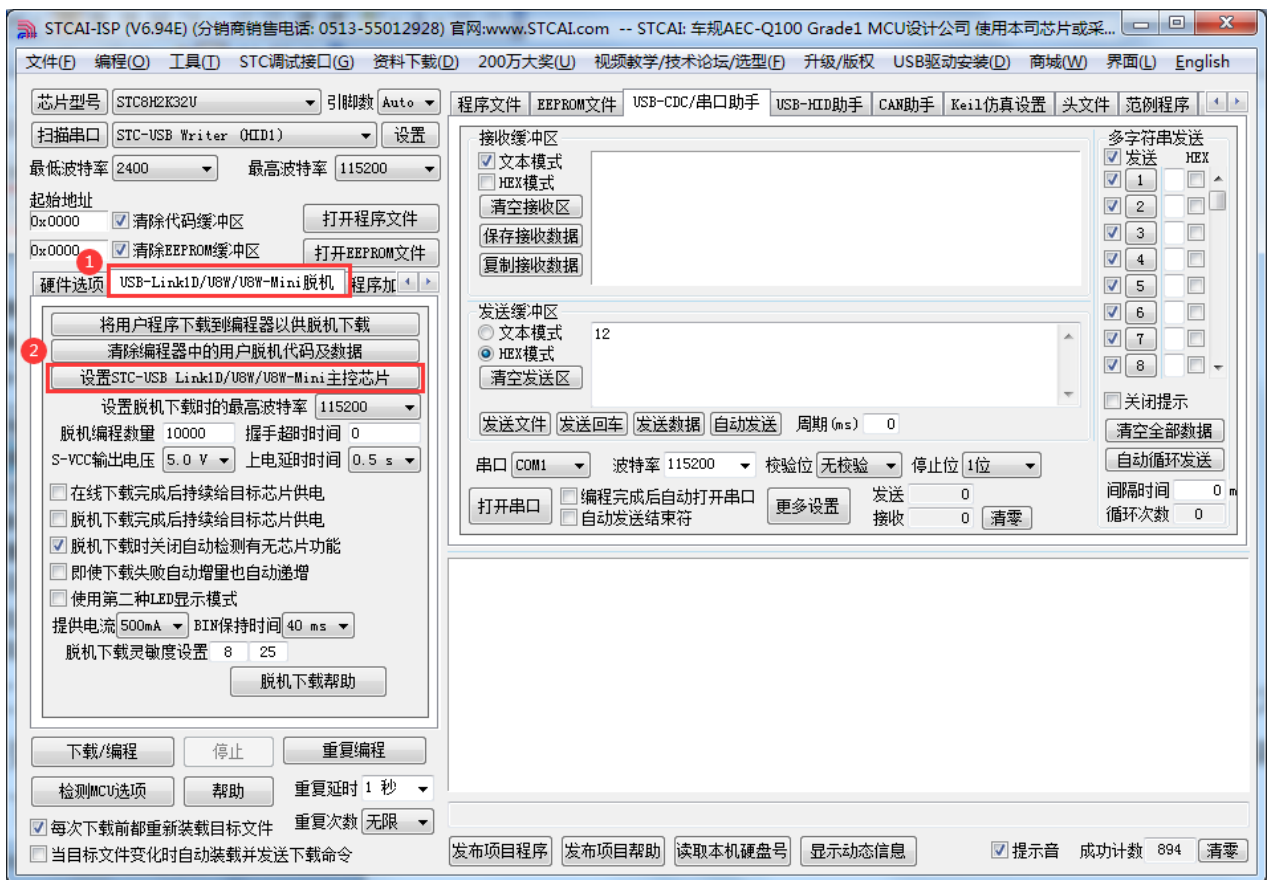 STCAI-ISP (V6.94E) (分销商销售电话: 0513-55012928) 官网:www.STCAI.com -- STCAI: 车规AEC-Q100 Grade1 MCU设计公司 使用本司芯片或采...
文件(F) 编程(O) 工具(T) STC调试接口(G) 资料下载(D) 200万大奖(U) 视频教学/技术论坛/选型(F) 升级/版权 USB驱动安装(D) 商城(W) 界面(L) English
芯片型号 STC8H2K32U 引脚数 Auto
扫描串口 STC-USB Writer (HID1) 设置
最低波特率 2400 最高波特率 115200
起始地址
0x0000 清除代码缓冲区 打开程序文件
0x0000 清除EEPROM缓冲区 打开EEPROM文件
1
硬件选项 USB-Link1D/U8W/U8W-Mini脱机 程序加
将用户程序下载到编程器以供脱机下载
2
清除编程器中的用户脱机代码及数据
设置STC-USB Link1D/U8W/U8W-Mini主控芯片
设置脱机下载时的最高波特率 115200
脱机编程数量 10000 握手超时时间 0
S-VCC输出电压 5.0 V 上电延时时间 0.5 s
在线下载完成后持续给目标芯片供电
脱机下载完成后持续给目标芯片供电
脱机下载时关闭自动检测有无芯片功能
即使下载失败自动增量也自动递增
使用第二种LED显示模式
提供电流 500mA BIN保持时间 40 ms
脱机下载灵敏度设置 8 25
脱机下载帮助
下载/编程 停止 重复编程
检测MCU选项 帮助 重复延时 1 秒
每次下载前都重新装载目标文件 重复次数 无限
当目标文件变化时自动装载并发送下载命令
程序文件 EEPROM文件 USB-CDC/串口助手 USB-HID助手 CAN助手 Keil仿真设置 头文件 范例程序
接收缓冲区
文本模式
HEX模式
清空接收区
保存接收数据
复制接收数据
发送缓冲区
文本模式
HEX模式
清空发送区
12
发送文件 发送回车 发送数据 自动发送 周期(ms) 0
串口 COM1 波特率 115200 校验位 无校验 停止位 1位
打开串口 编程完成后自动打开串口 更多设置 发送 0
自动发送结束符 接收 0 清零
多字符串发送
发送 HEX
1
2
3
4
5
6
7
8
关闭提示
清空全部数据
自动循环发送
间隔时间 0 m
循环次数 0
发布项目程序 发布项目帮助 读取本机硬盘号 显示动态信息 提示音 成功计数 894 清零